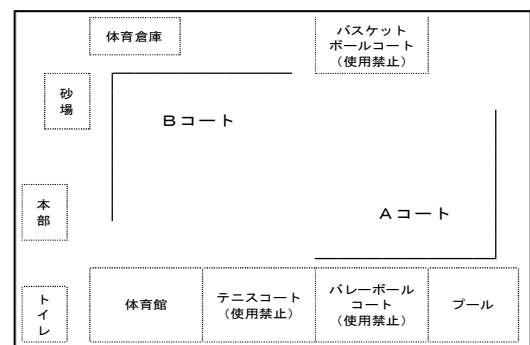 体育倉庫
バスケット
ボールコート
（使用禁止）
砂場
Ｂコート
本部
Ａコート
トイレ
体育館
テニスコート
（使用禁止）
バレーボール
コート
（使用禁止）
プール